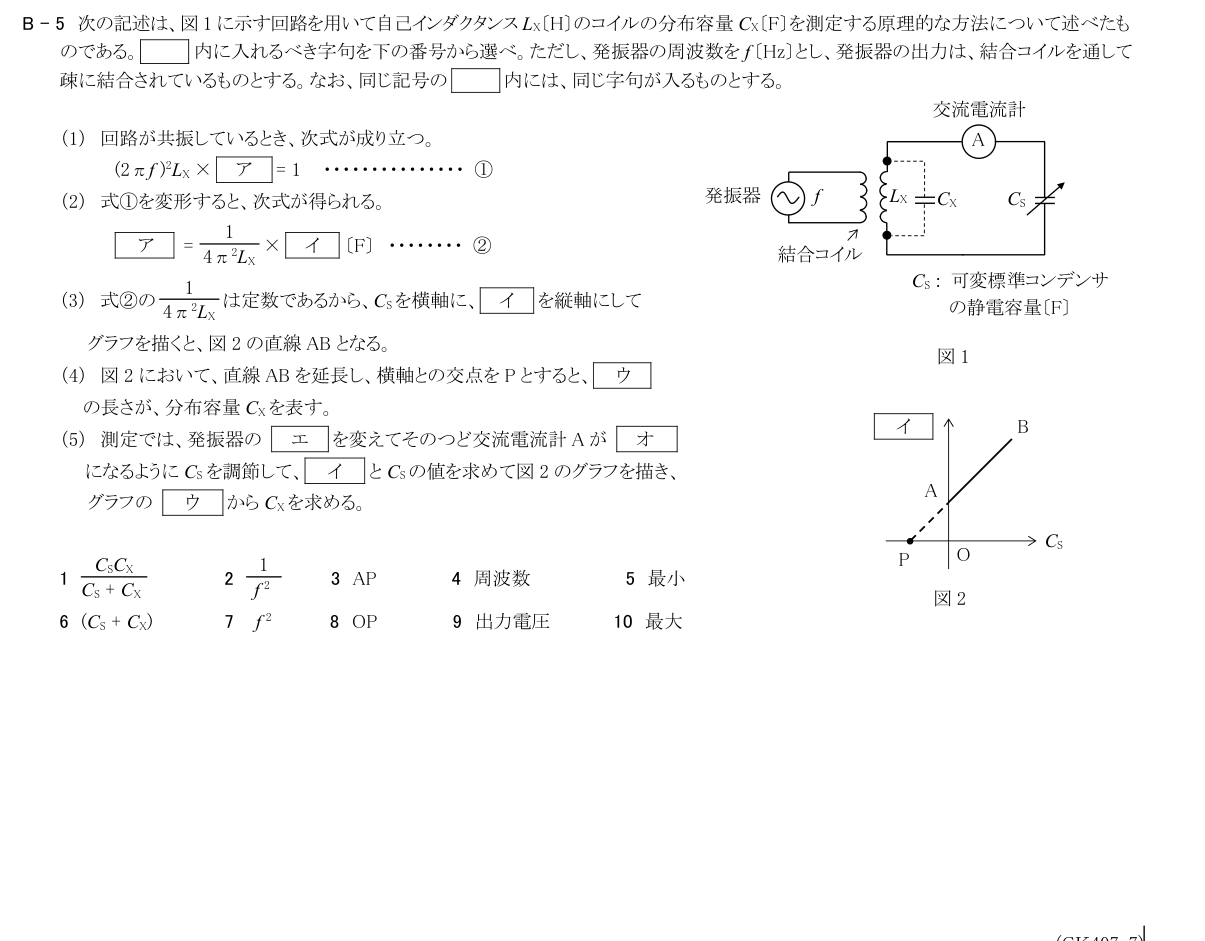 B－5 次の記述は、図1に示す回路を用いて自己インダクタンスLX〔H〕のコイルの分布容量CX〔F〕を測定する原理的な方法について述べたも
のである。　　内に入れるべき字句を下の番号から選べ。ただし、発振器の周波数をf〔Hz〕とし、発振器の出力は、結合コイルを通して
疎に結合されているものとする。なお、同じ記号の　　内には、同じ字句が入るものとする。
(1) 回路が共振しているとき、次式が成り立つ。
(2πf)²LX × ア = 1 ・・・・・・・・・・・・・・・ ①
(2) 式①を変形すると、次式が得られる。
ア = 1/4π²LX × イ 〔F〕 ・・・・・・・・ ②
(3) 式②の 1/4π²LX は定数であるから、CSを横軸に、 イ を縦軸にして
グラフを描くと、図2の直線ABとなる。
(4) 図2において、直線ABを延長し、横軸との交点をPとすると、 ウ
の長さが、分布容量CXを表す。
(5) 測定では、発振器の エ を変えてそのつど交流電流計Aが オ
になるようにCSを調節して、 イ とCSの値を求めて図2のグラフを描き、
グラフの ウ からCXを求める。
1 CSCX/CS + CX 2 1/f² 3 AP 4 周波数 5 最小
6 (CS + CX) 7 f² 8 OP 9 出力電圧 10 最大
交流電流計
A
発振器 f LX CX CS
結合コイル
CS : 可変標準コンデンサ
の静電容量〔F〕
図1
イ B
A
CS
P O
図2